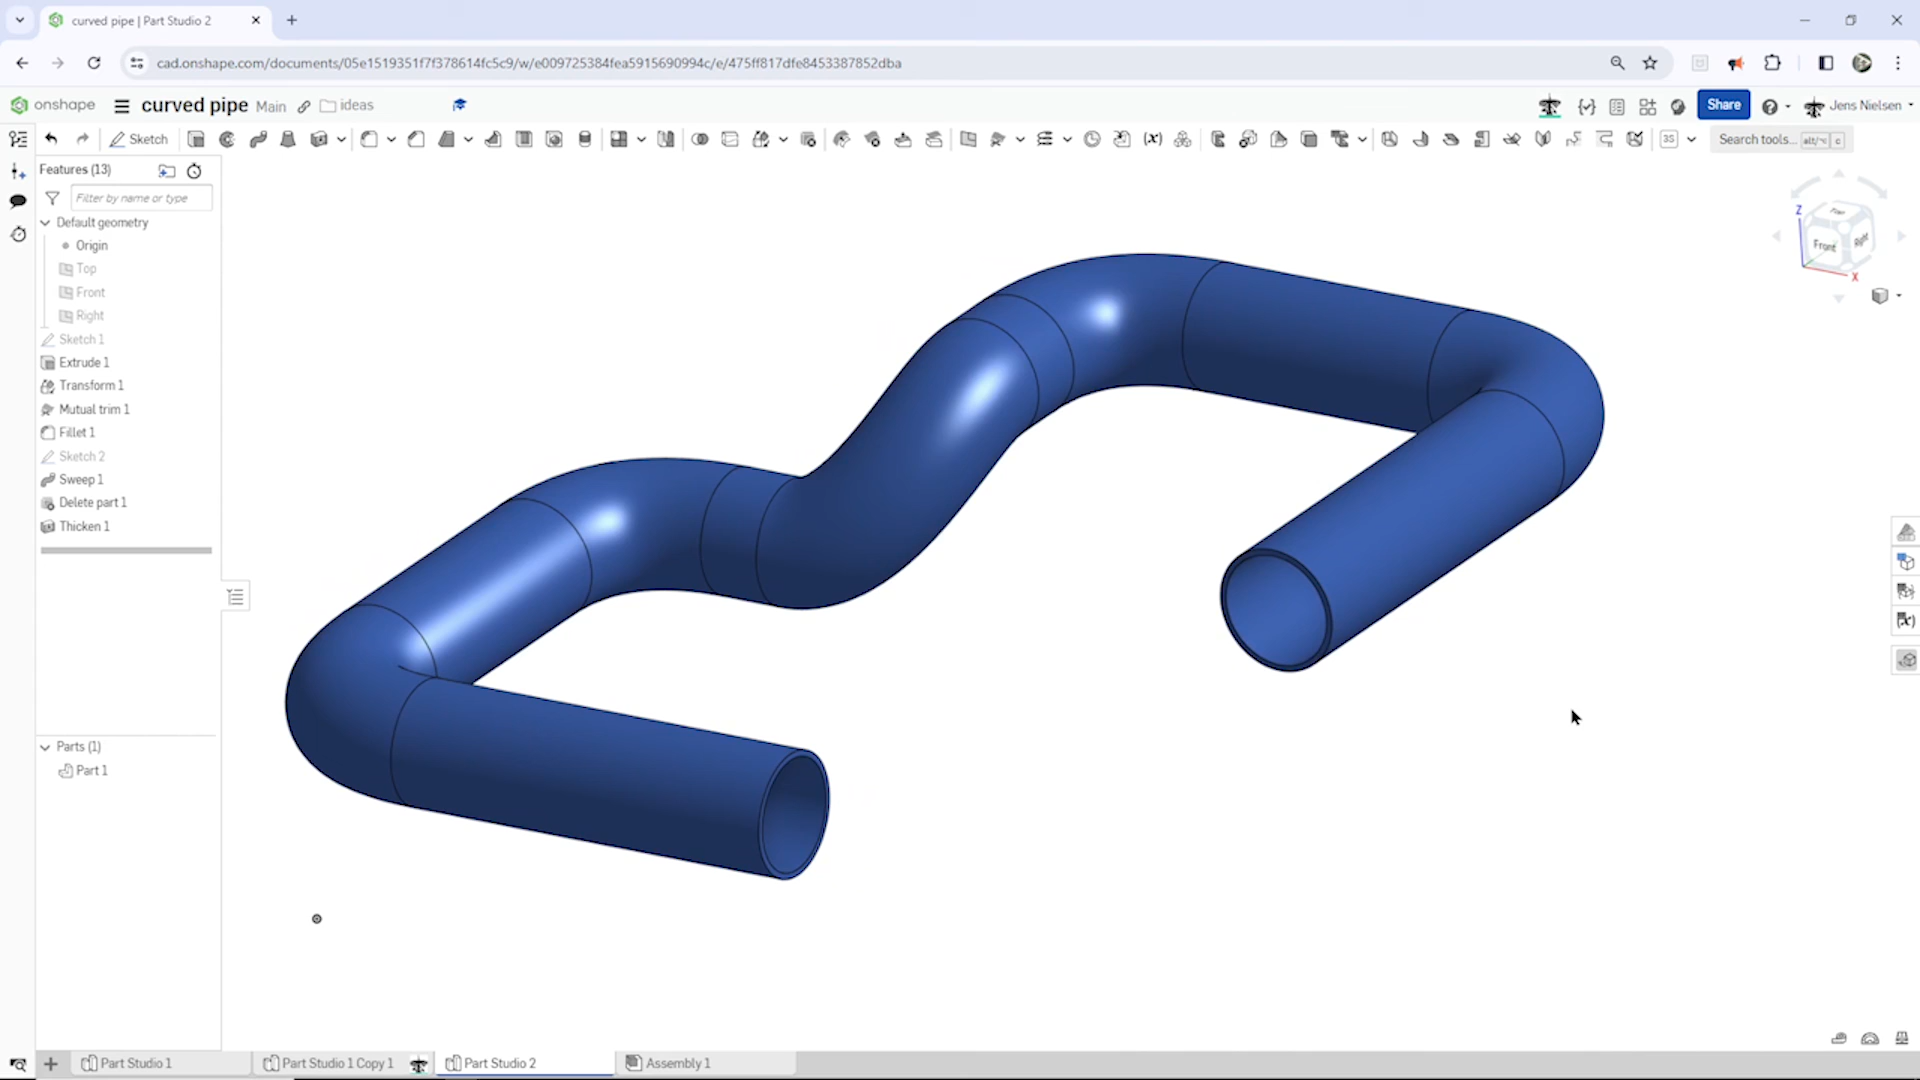 curved pipe | Part Studio 2
cad.onshape.com/documents/05e1519351f7f378614fc5c9/w/e009725384fea5915690994c/e/475ff817dfe8453387852dba
onshape curved pipe Main ideas Share Jens Nielsen
Sketch Search tools... alt/⌥ c
Features (13)
Filter by name or type
Default geometry
Origin
Top
Front
Right
Sketch 1
Extrude 1
Transform 1
Mutual trim 1
Fillet 1
Sketch 2
Sweep 1
Delete part 1
Thicken 1
Z
Top
Front
Right
X
Parts (1)
Part 1
Part Studio 1
Part Studio 1 Copy 1
Part Studio 2
Assembly 1